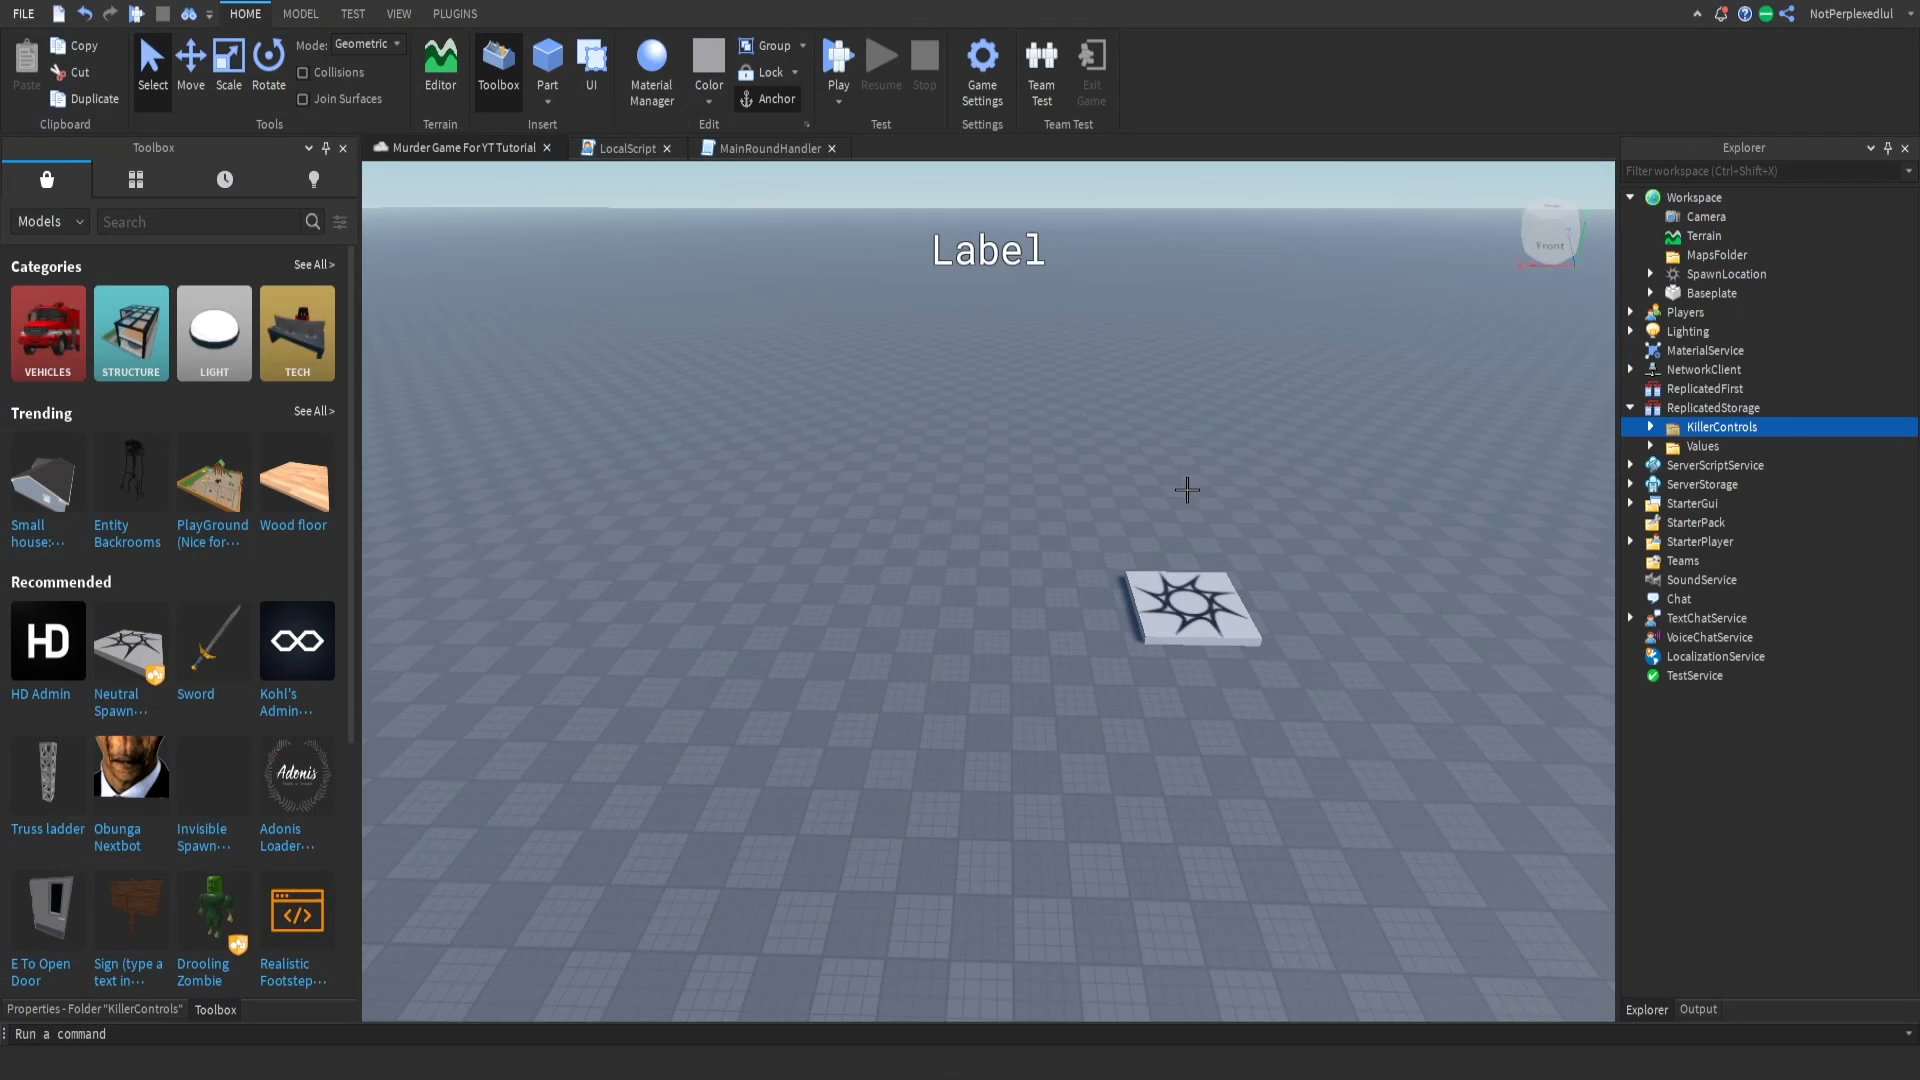 FILE
HOME
MODEL
TEST
VIEW
PLUGINS
NotPerplexedlul
Paste
Copy
Cut
Duplicate
Clipboard
Select
Move
Scale
Rotate
Mode:
Geometric
Collisions
Join Surfaces
Tools
Editor
Terrain
Toolbox
Part
UI
Insert
Material
Manager
Color
Group
Lock
Anchor
Edit
Play
Resume
Stop
Test
Game
Settings
Settings
Team
Test
Exit
Game
Team Test
Toolbox
Models
Search
Categories
See All >
VEHICLES
STRUCTURE
LIGHT
TECH
Trending
See All >
Small
house:...
Entity
Backrooms
PlayGround
(Nice for...
Wood floor
Recommended
HD
HD Admin
Neutral
Spawn...
Sword
Kohl's
Admin...
Truss ladder
Obunga
Nextbot
Invisible
Spawn...
Adonis
Adonis
Loader...
E To Open
Door
Sign (type a
text in...
Drooling
Zombie
</>
Realistic
Footstep...
Properties - Folder "KillerControls"
Toolbox
Run a command
Murder Game For YT Tutorial
LocalScript
MainRoundHandler
Label
Front
Explorer
Filter workspace (Ctrl+Shift+X)
Workspace
Camera
Terrain
MapsFolder
SpawnLocation
Baseplate
Players
Lighting
MaterialService
NetworkClient
ReplicatedFirst
ReplicatedStorage
KillerControls
Values
ServerScriptService
ServerStorage
StarterGui
StarterPack
StarterPlayer
Teams
SoundService
Chat
TextChatService
VoiceChatService
LocalizationService
TestService
Explorer
Output